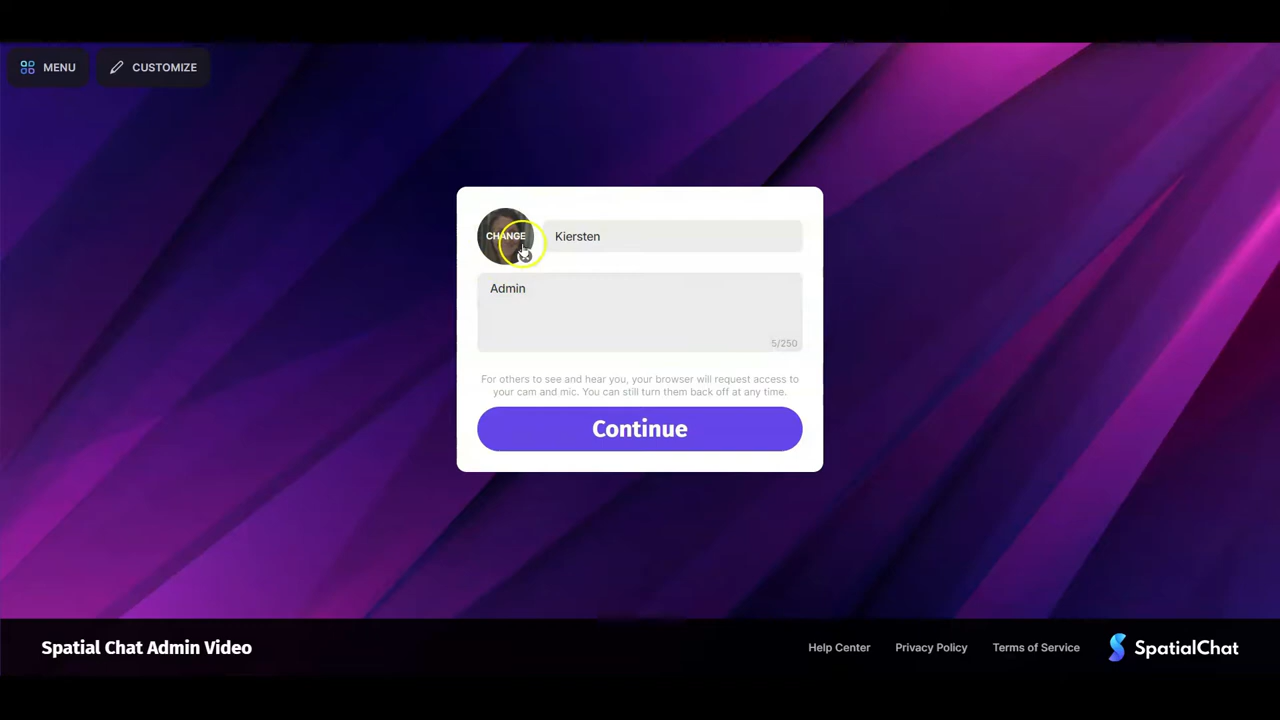 MENU
CUSTOMIZE
CHANGE
Kiersten
Admin
5/250
For others to see and hear you, your browser will request access to
your cam and mic. You can still turn them back off at any time.
Continue
Spatial Chat Admin Video
Help Center
Privacy Policy
Terms of Service
SpatialChat